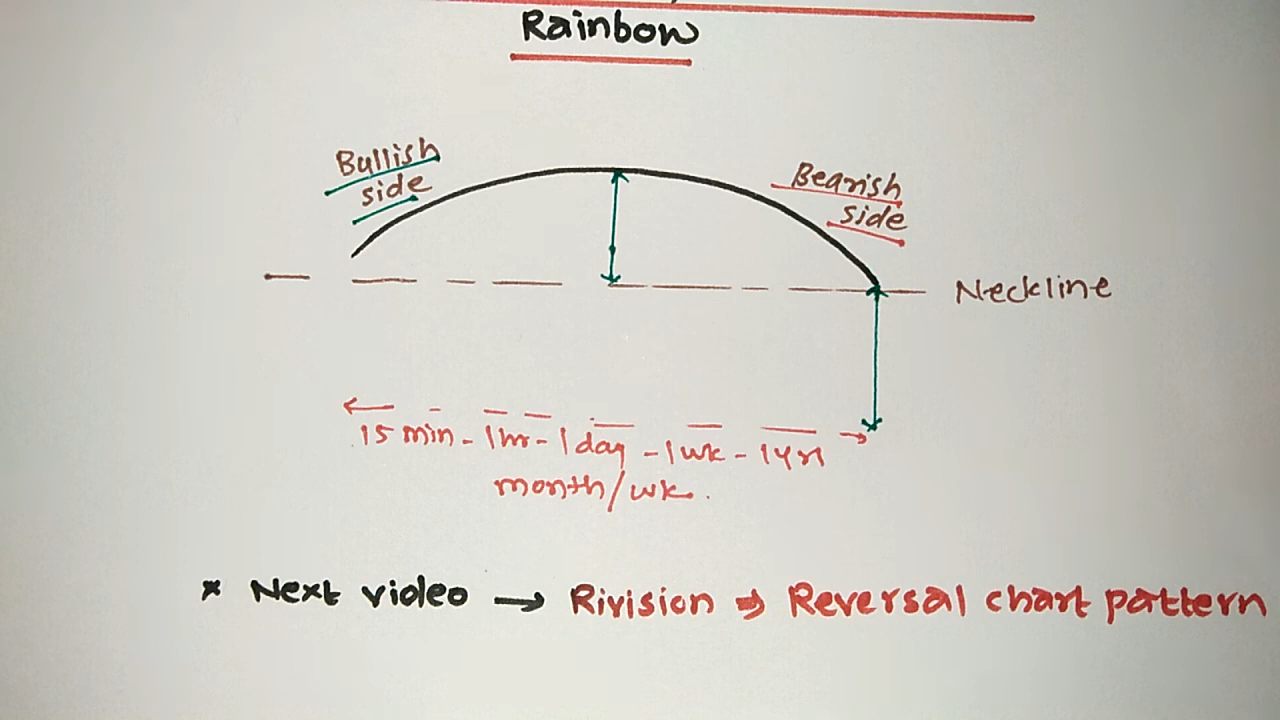 Rainbow
Bullish
side
Bearish
side
Neckline
15 min - 1hr - 1day - 1wk - 1yr
month/wk.
* Next video → Rivision ⇒ Reversal chart pattern